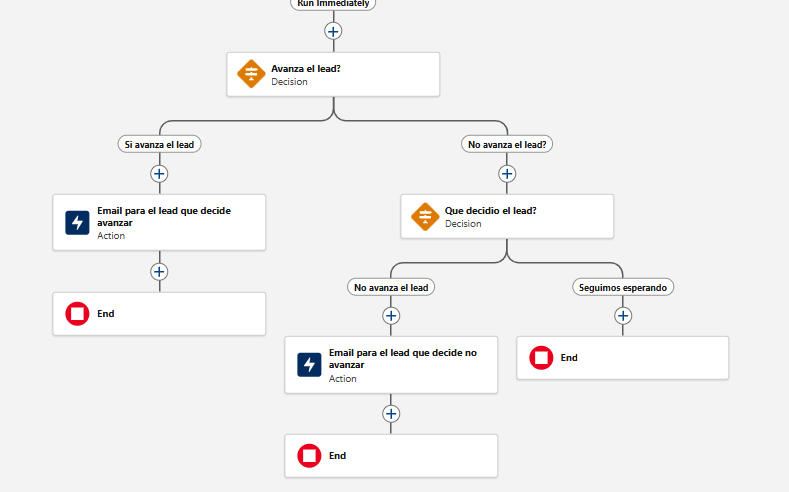 Run Immediately
Avanza el lead?
Decision
Si avanza el lead
No avanza el lead?
Email para el lead que decide
avanzar
Action
Que decidio el lead?
Decision
End
No avanza el lead
Seguimos esperando
Email para el lead que decide no
avanzar
Action
End
End